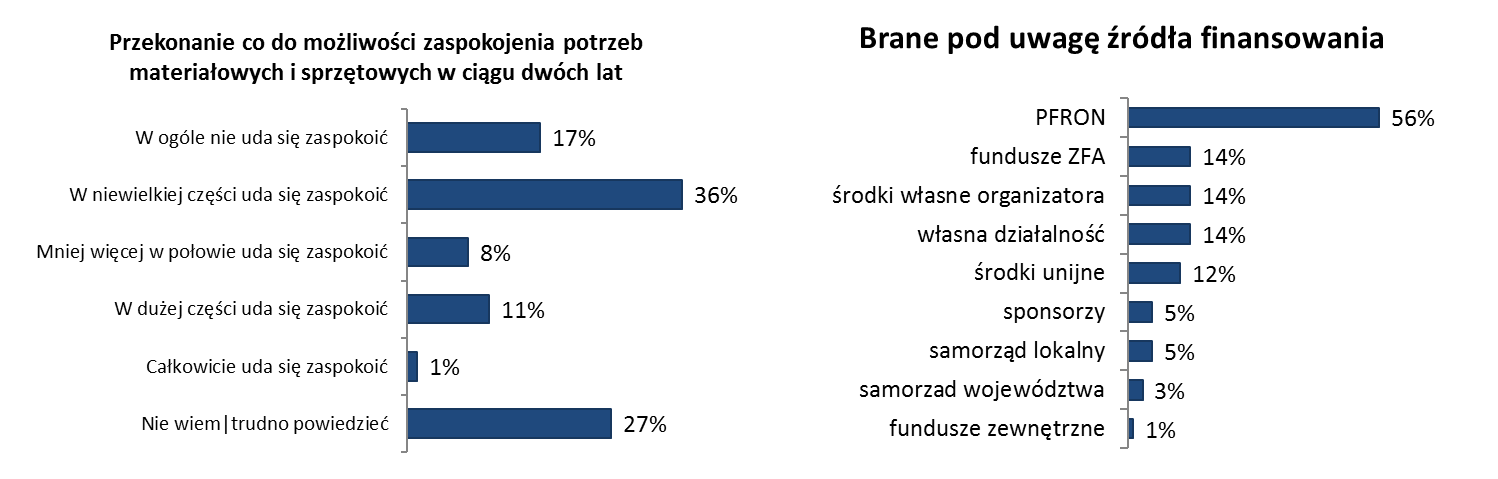 Przekonanie co do możliwości zaspokojenia potrzeb
materiałowych i sprzętowych w ciągu dwóch lat
W ogóle nie uda się zaspokoić 17%
W niewielkiej części uda się zaspokoić 36%
Mniej więcej w połowie uda się zaspokoić 8%
W dużej części uda się zaspokoić 11%
Całkowicie uda się zaspokoić 1%
Nie wiem|trudno powiedzieć 27%
Brane pod uwagę źródła finansowania
PFRON 56%
fundusze ZFA 14%
środki własne organizatora 14%
własna działalność 14%
środki unijne 12%
sponsorzy 5%
samorząd lokalny 5%
samorzad województwa 3%
fundusze zewnętrzne 1%